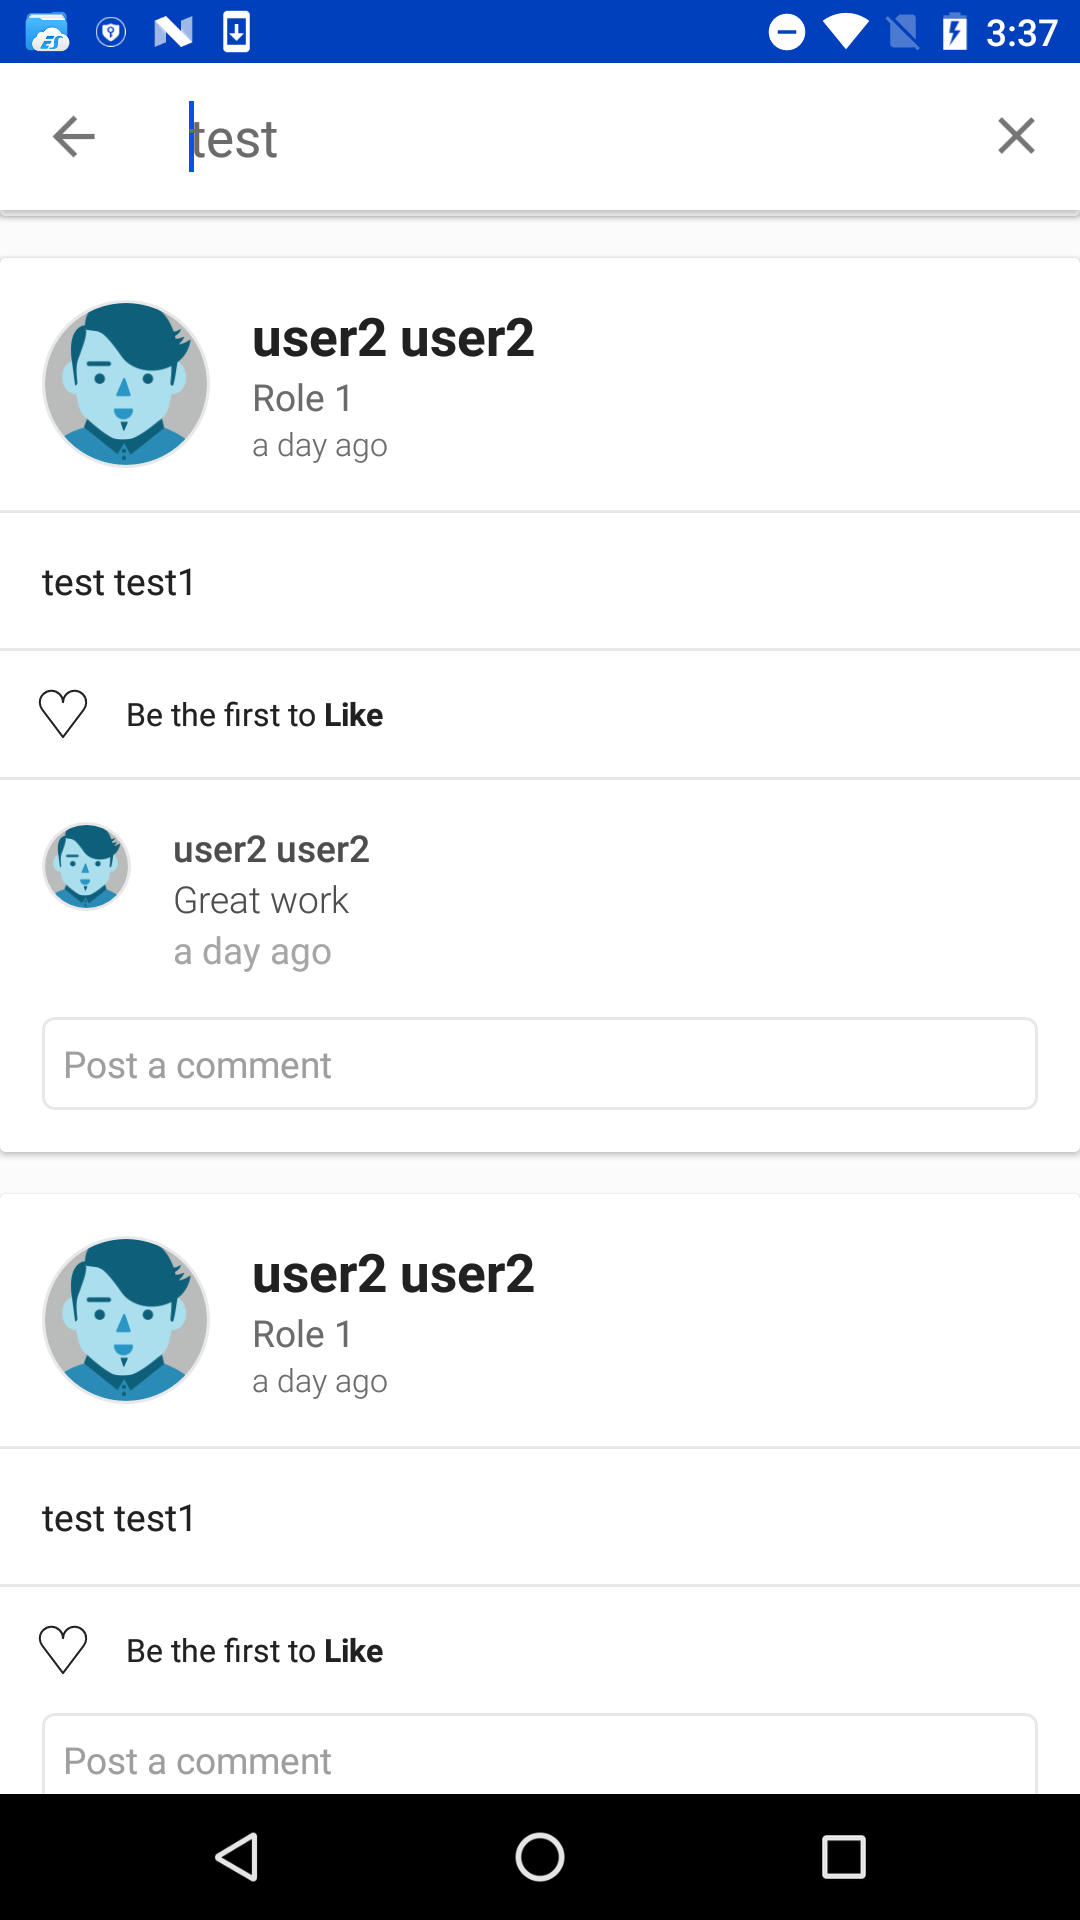 3:37
test
user2 user2
Role 1
a day ago
test test1
Be the first to Like
user2 user2
Great work
a day ago
Post a comment
user2 user2
Role 1
a day ago
test test1
Be the first to Like
Post a comment